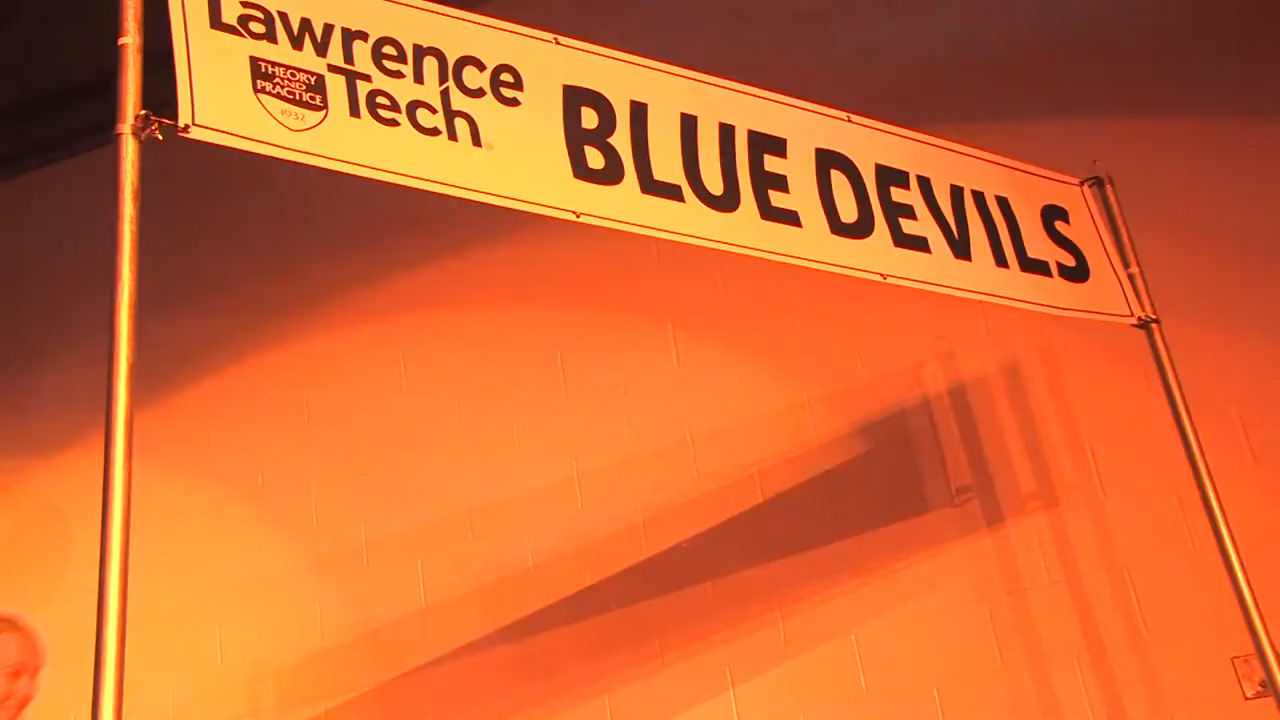 Lawrence
Tech
THEORY
AND
PRACTICE
1932
BLUE DEVILS